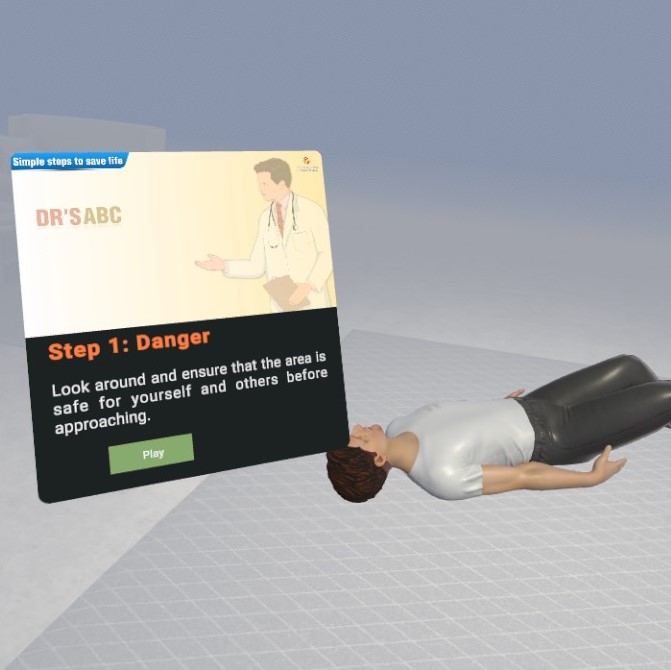 Simple steps to save life
DR'S ABC
Step 1: Danger
Look around and ensure that the area is
safe for yourself and others before
approaching.
Play